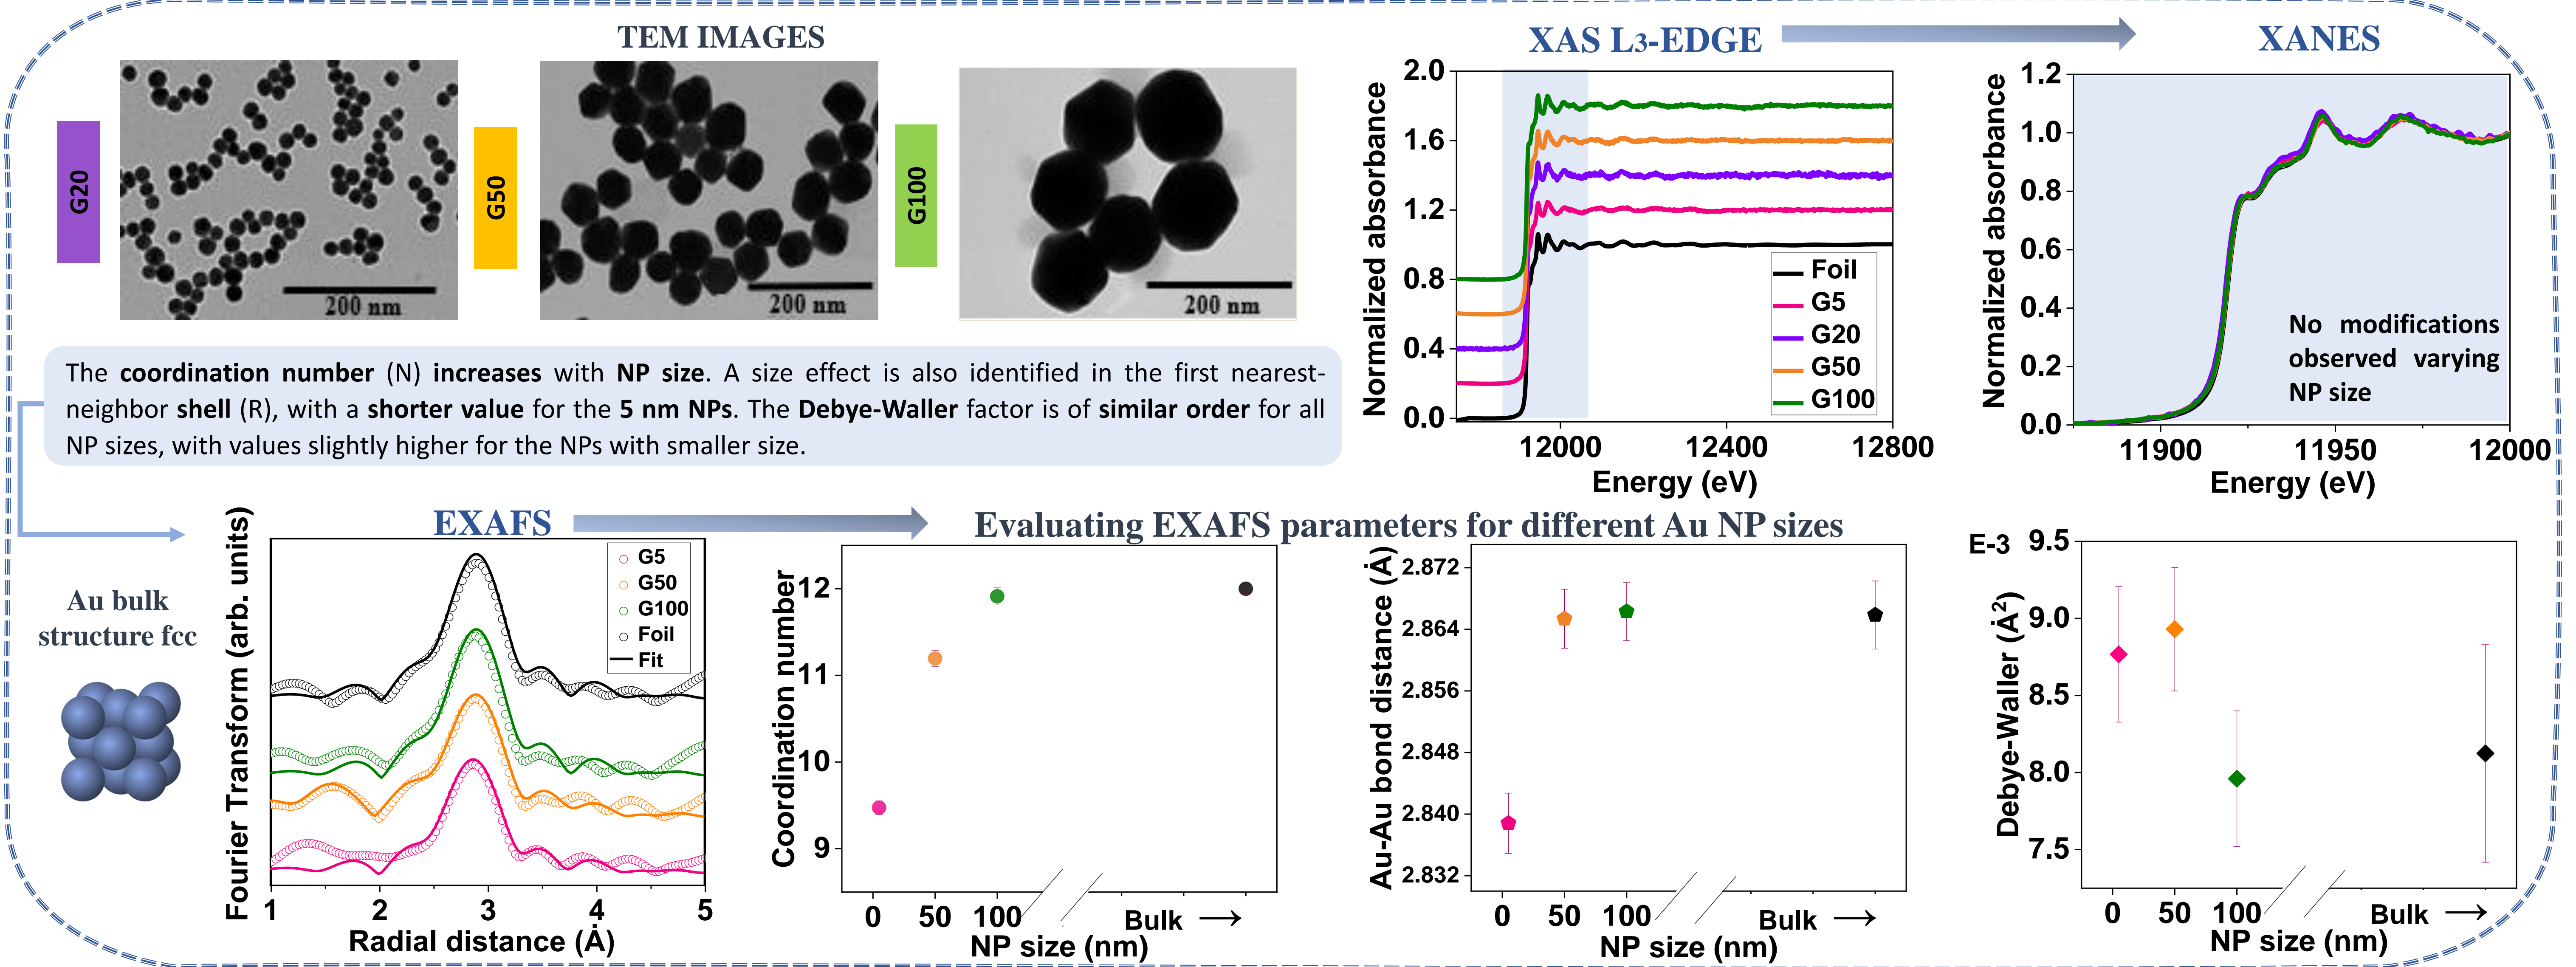 TEM IMAGES
G20
200 nm
G50
200 nm
G100
200 nm
XAS L3-EDGE
XANES
Normalized absorbance
2.0
1.6
1.2
0.8
0.4
0.0
Foil
G5
G20
G50
G100
12000
12400
12800
Energy (eV)
Normalized absorbance
1.2
1.0
0.8
0.6
0.4
0.2
0.0
No modifications
observed varying
NP size
11900
11950
12000
Energy (eV)
The coordination number (N) increases with NP size. A size effect is also identified in the first nearest-
neighbor shell (R), with a shorter value for the 5 nm NPs. The Debye-Waller factor is of similar order for all
NP sizes, with values slightly higher for the NPs with smaller size.
EXAFS
Evaluating EXAFS parameters for different Au NP sizes
Au bulk
structure fcc
Fourier Transform (arb. units)
G5
G50
G100
Foil
Fit
1
2
3
4
5
Radial distance (Å)
Coordination number
12
11
10
9
0
50
100
Bulk →
NP size (nm)
Au-Au bond distance (Å)
2.872
2.864
2.856
2.848
2.840
2.832
0
50
100
Bulk →
NP size (nm)
E-3
Debye-Waller (Å²)
9.5
9.0
8.5
8.0
7.5
0
50
100
Bulk →
NP size (nm)